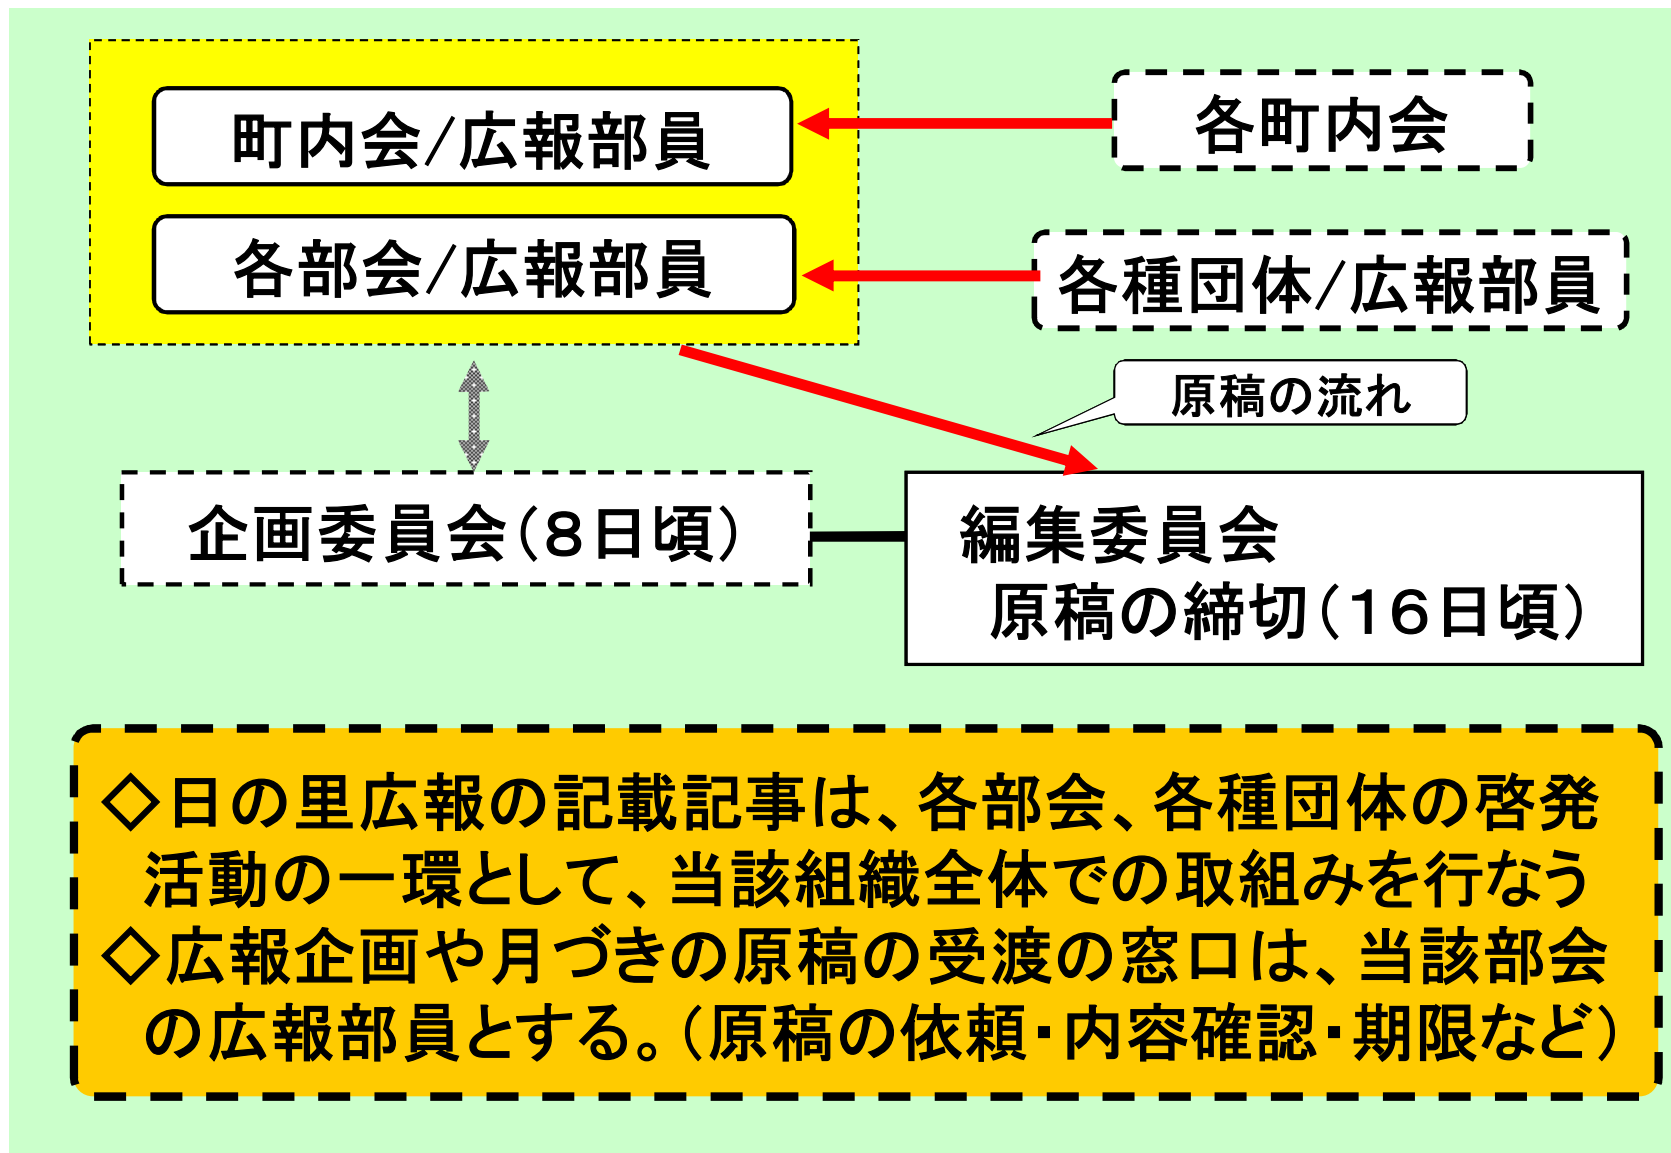 町内会/広報部員
各町内会
各部会/広報部員
各種団体/広報部員
原稿の流れ
企画委員会（８日頃）
編集委員会
原稿の締切（１６日頃）
◇日の里広報の記載記事は、各部会、各種団体の啓発
活動の一環として、当該組織全体での取組みを行なう
◇広報企画や月づきの原稿の受渡の窓口は、当該部会
の広報部員とする。（原稿の依頼・内容確認・期限など）